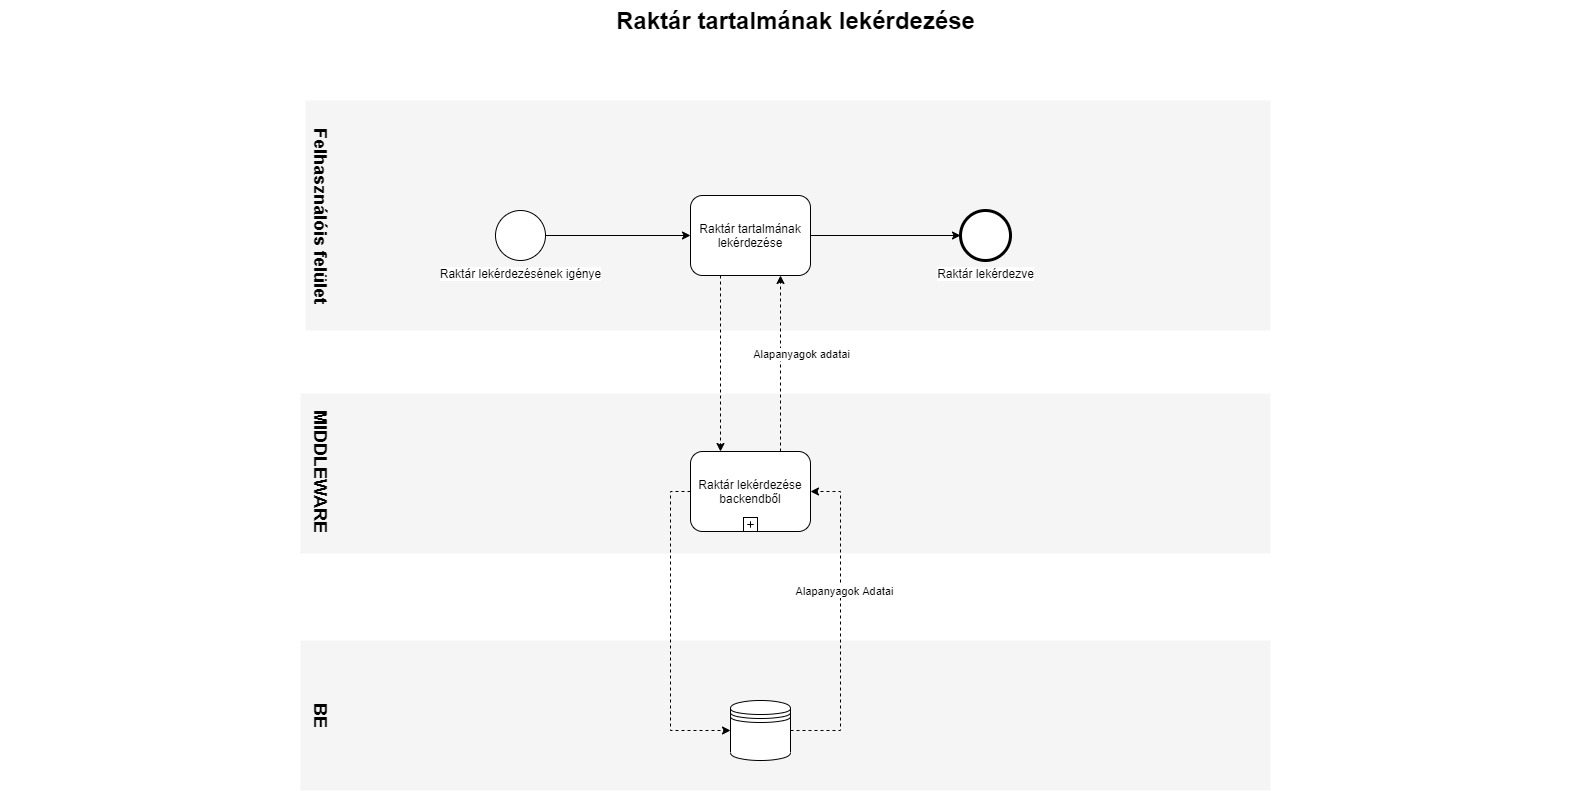 Raktár tartalmának lekérdezése
Felhasználóis felület
Raktár tartalmának
lekérdezése
Raktár lekérdezésének igénye
Raktár lekérdezve
Alapanyagok adatai
MIDDLEWARE
Raktár lekérdezése
backendből
+
Alapanyagok Adatai
BE